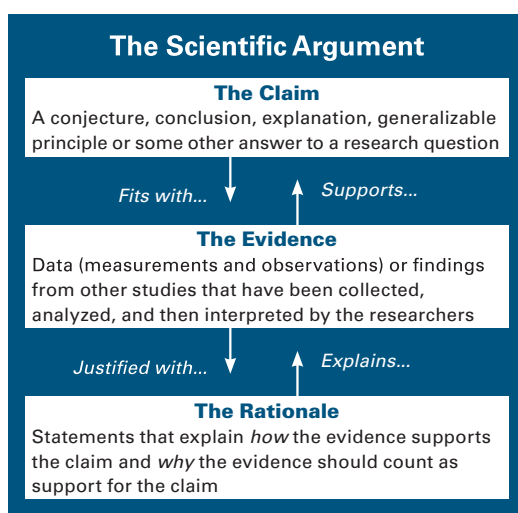 The Scientific Argument
The Claim
A conjecture, conclusion, explanation, generalizable
principle or some other answer to a research question
Fits with...
Supports...
The Evidence
Data (measurements and observations) or findings
from other studies that have been collected,
analyzed, and then interpreted by the researchers
Justified with...
Explains...
The Rationale
Statements that explain how the evidence supports
the claim and why the evidence should count as
support for the claim